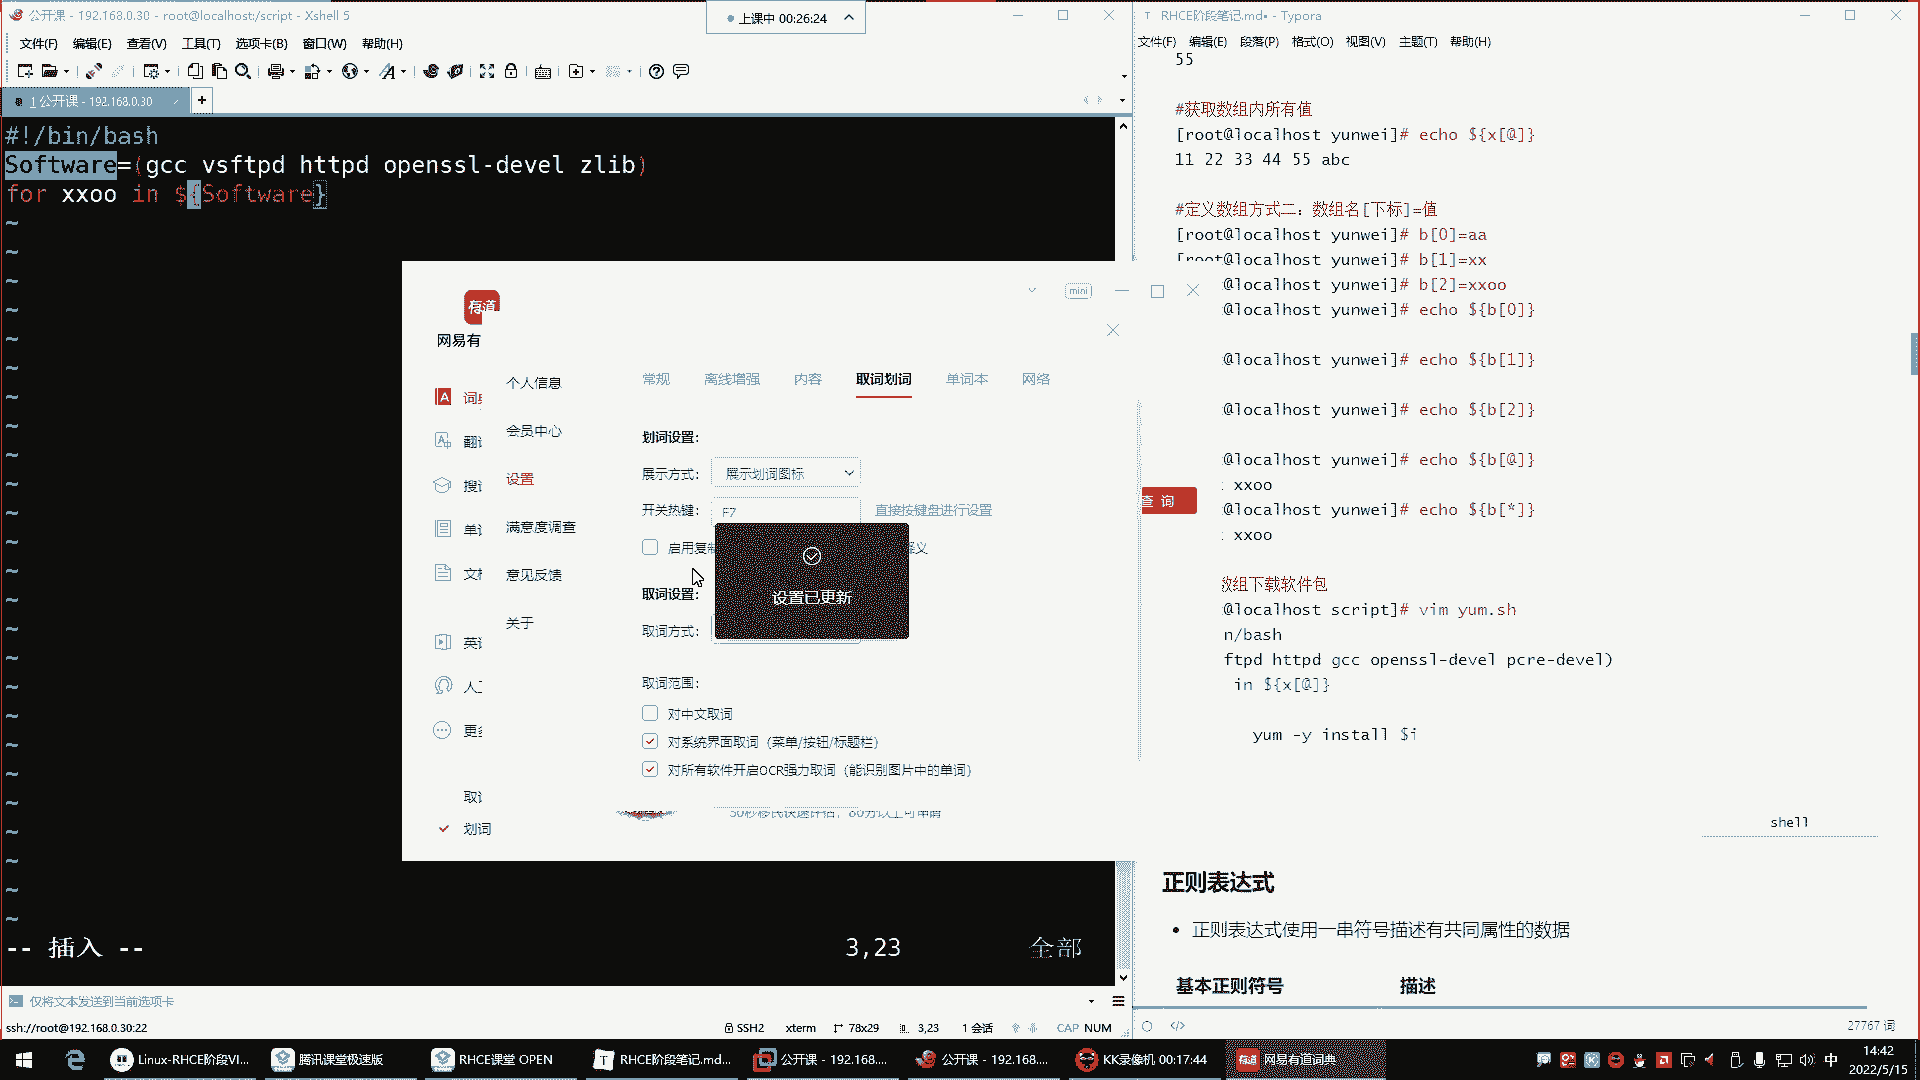 公开课 - root@localhost:/script - Xshell 5
上课中 00:26:24
文件(F) 编辑(E) 查看(V) 工具(T) 选项卡(B) 窗口(W) 帮助(H)
1 公开课 - 192.168.0.30
#!/bin/bash
Software=(gcc vsftpd httpd openssl-devel zlib)
for xxoo in ${Software}
-- 插入 --
3,23
全部
仅将文本发送到当前选项卡
ssh://root@192.168.0.30:22
SSH2
xterm
78x29
3,23
1 会话
CAP NUM
有道
网易有
mini
个人信息
会员中心
设置
满意度调查
意见反馈
关于
划词
常规 离线增强 内容 取词划词 单词本 网络
划词设置:
展示方式: 展示划词图标
开关热键: F7 直接按键盘进行设置
启用复制
设置已更新
取词设置:
取词方式:
取词范围:
对中文取词
对系统界面取词 (菜单/按钮/标题栏)
对所有软件开启OCR强力取词 (能识别图片中的单词)
查 询
RHCE阶段笔记.md• - Typora
文件(F) 编辑(E) 段落(P) 格式(O) 视图(V) 主题(T) 帮助(H)
55
#获取数组内所有值
[root@localhost yunwei]# echo ${x[@]}
11 22 33 44 55 abc
#定义数组方式二: 数组名[下标]=值
[root@localhost yunwei]# b[0]=aa
[root@localhost yunwei]# b[1]=xx
@localhost yunwei]# b[2]=xxoo
@localhost yunwei]# echo ${b[0]}
@localhost yunwei]# echo ${b[1]}
@localhost yunwei]# echo ${b[2]}
@localhost yunwei]# echo ${b[@]}
xxoo
@localhost yunwei]# echo ${b[*]}
xxoo
数组下载软件包
@localhost script]# vim yum.sh
n/bash
ftpd httpd gcc openssl-devel pcre-devel)
in ${x[@]}
yum -y install $i
shell
正则表达式
• 正则表达式使用一串符号描述有共同属性的数据
基本正则符号 描述
27767 词
Linux-RHCE阶段VI...
腾讯课堂极速版
RHCE课堂 OPEN
RHCE阶段笔记.md...
公开课 - 192.168....
公开课 - 192.168....
KK录像机 00:17:44
网易有道词典
中
14:42
2022/5/15